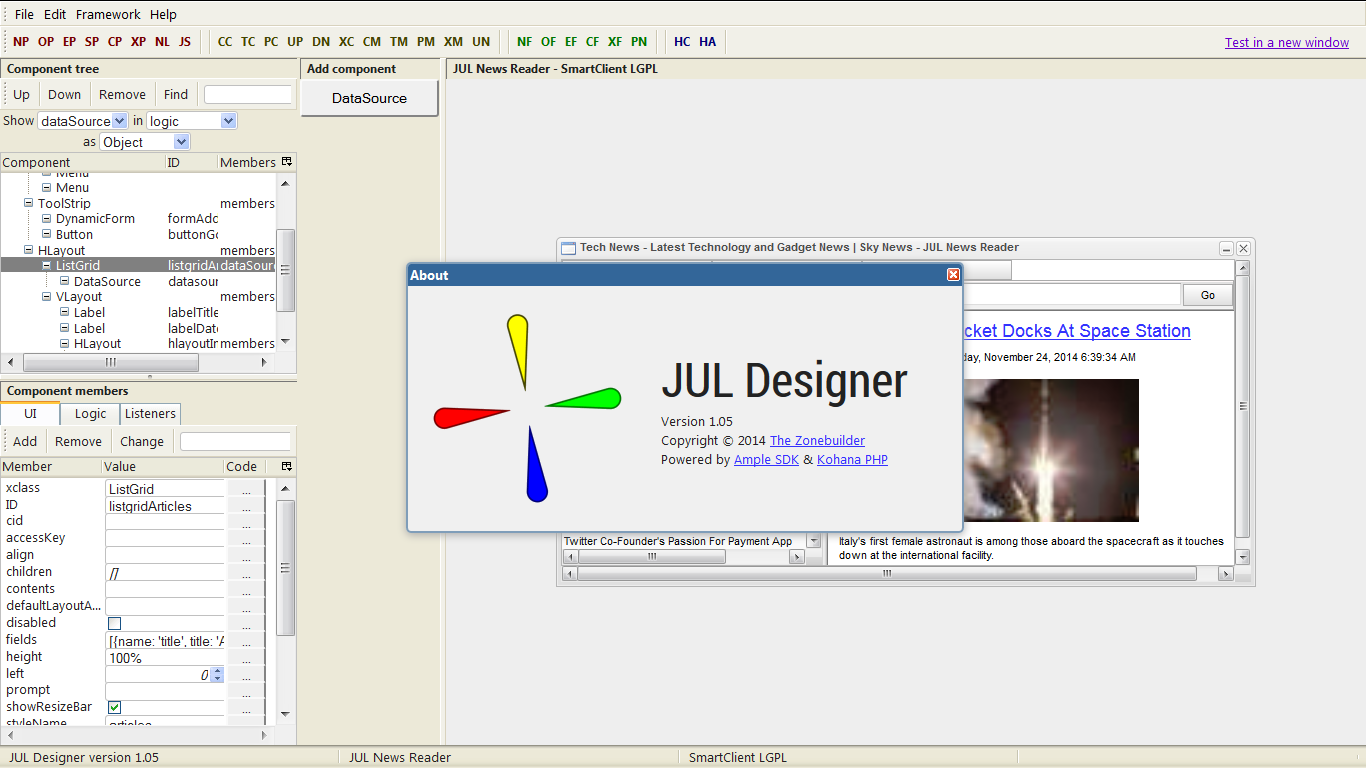 File Edit Framework Help
NP OP EP SP CP XP NL JS CC TC PC UP DN XC CM TM PM XM UN NF OF EF CF XF PN HC HA Test in a new window
Component tree
Up Down Remove Find
Show dataSource in logic
as Object
Component ID Members
Menu
Menu
ToolStrip members
DynamicForm formAdd
Button buttonGo
HLayout members
ListGrid listgridAr dataSour
DataSource datasour
VLayout members
Label labelTitle
Label labelDate
HLayout hlayoutIn members
Component members
UI Logic Listeners
Add Remove Change
Member Value Code
xclass ListGrid ...
ID listgridArticles ...
cid ...
accessKey ...
align ...
children [] ...
contents ...
defaultLayoutA... ...
disabled ...
fields [{name: 'title', title: 'A ...
height 100% ...
left 0 ...
prompt ...
showResizeBar ...
styleName articles
Add component
DataSource
JUL News Reader - SmartClient LGPL
Tech News - Latest Technology and Gadget News | Sky News - JUL News Reader
Go
cket Docks At Space Station
day, November 24, 2014 6:39:34 AM
Twitter Co-Founder's Passion For Payment App
Italy's first female astronaut is among those aboard the spacecraft as it touches
down at the international facility.
About
JUL Designer
Version 1.05
Copyright © 2014 The Zonebuilder
Powered by Ample SDK & Kohana PHP
JUL Designer version 1.05 JUL News Reader SmartClient LGPL